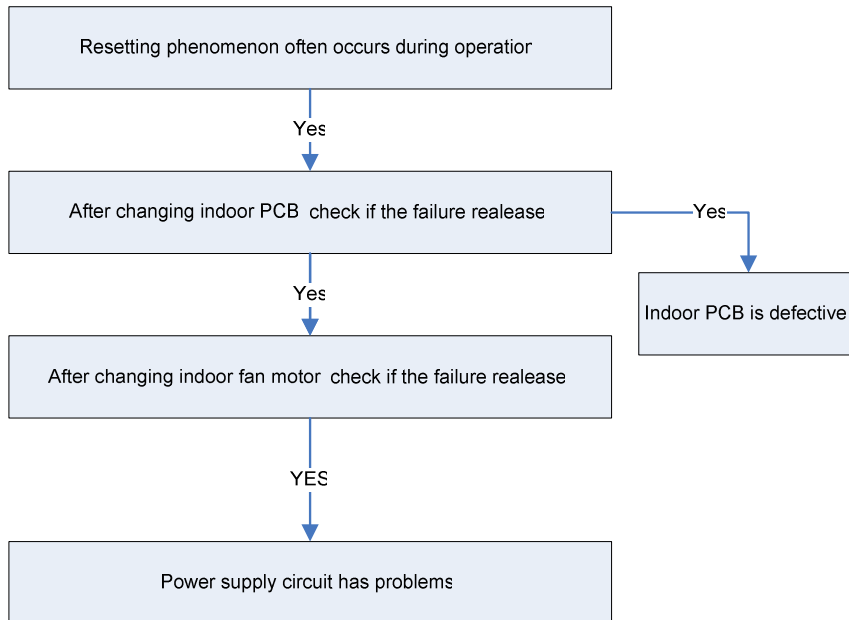 Resetting phenomenon often occurs during operation
Yes
After changing indoor PCB check if the failure realease
Yes
Yes
Indoor PCB is defective
After changing indoor fan motor check if the failure realease
YES
Power supply circuit has problems